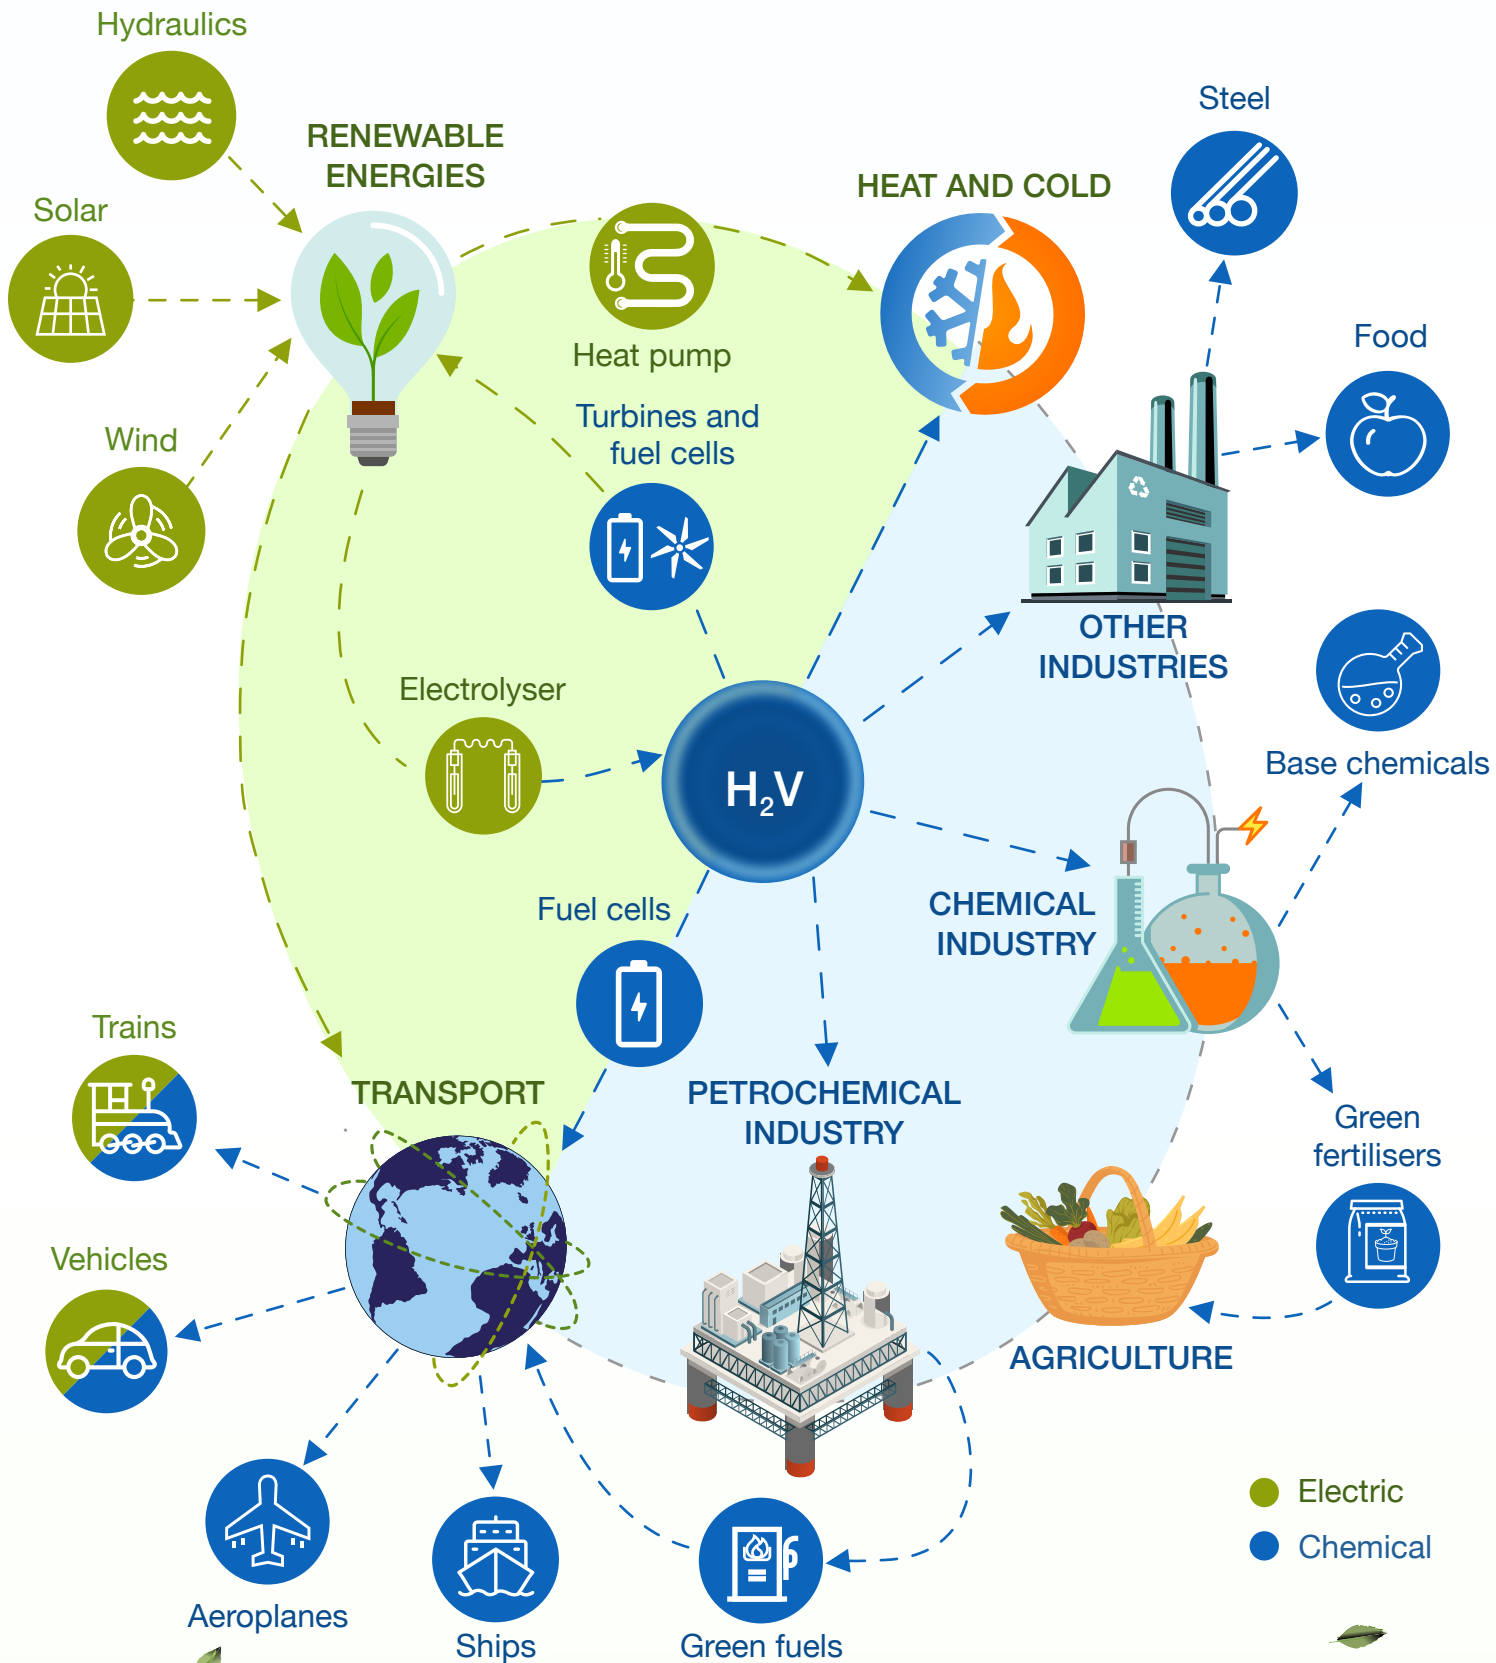 Hydraulics
Steel
RENEWABLE
ENERGIES
HEAT AND COLD
Solar
Food
Heat pump
Turbines and
fuel cells
Wind
OTHER
INDUSTRIES
Electrolyser
Base chemicals
H₂V
CHEMICAL
INDUSTRY
Fuel cells
Trains
TRANSPORT
PETROCHEMICAL
INDUSTRY
Green
fertilisers
Vehicles
AGRICULTURE
Electric
Chemical
Aeroplanes
Ships
Green fuels